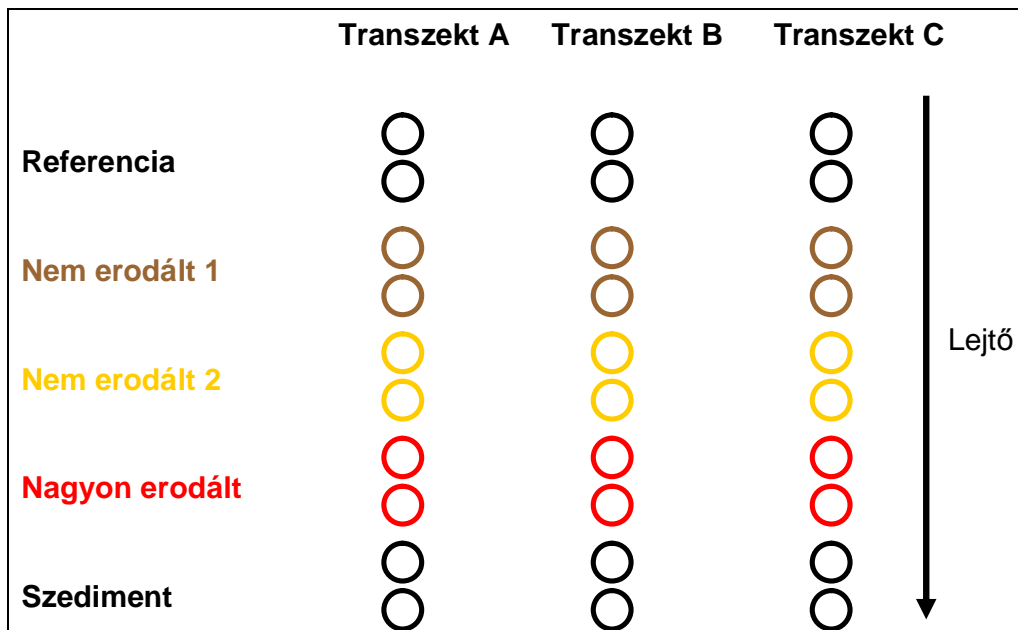 Transzekt A Transzekt B Transzekt C
Referencia
Nem erodált 1
Lejtő
Nem erodált 2
Nagyon erodált
Szediment